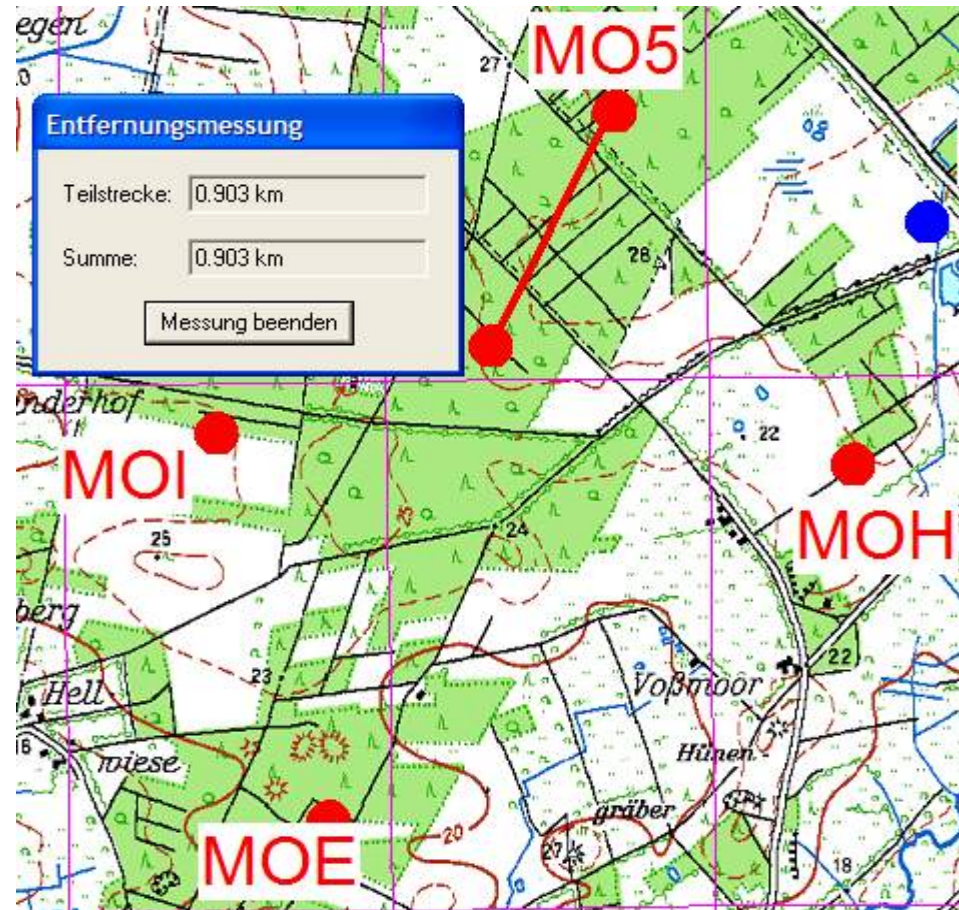 egen
27
MO5
Entfernungsmessung
Teilstrecke: 0.903 km
Summe: 0.903 km
Messung beenden
28
nderhof
MOI
22
25
25
24
MOH
berg
Hell
23
Voßmoor
22
wiese
Hünen-
gräber
20
MOE
27
18